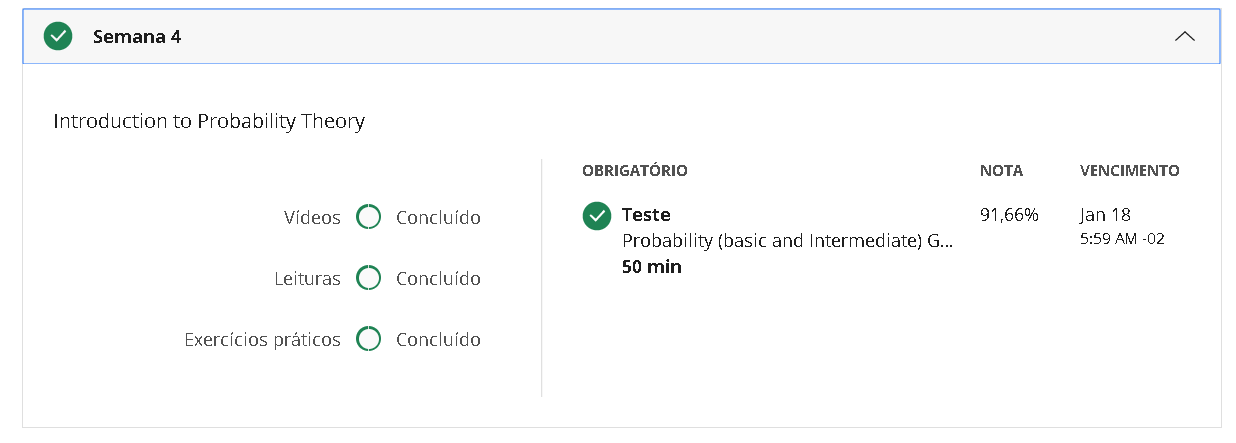 Semana 4
Introduction to Probability Theory
Vídeos Concluído
Leituras Concluído
Exercícios práticos Concluído
OBRIGATÓRIO NOTA VENCIMENTO
Teste 91,66% Jan 18
Probability (basic and Intermediate) G... 5:59 AM -02
50 min